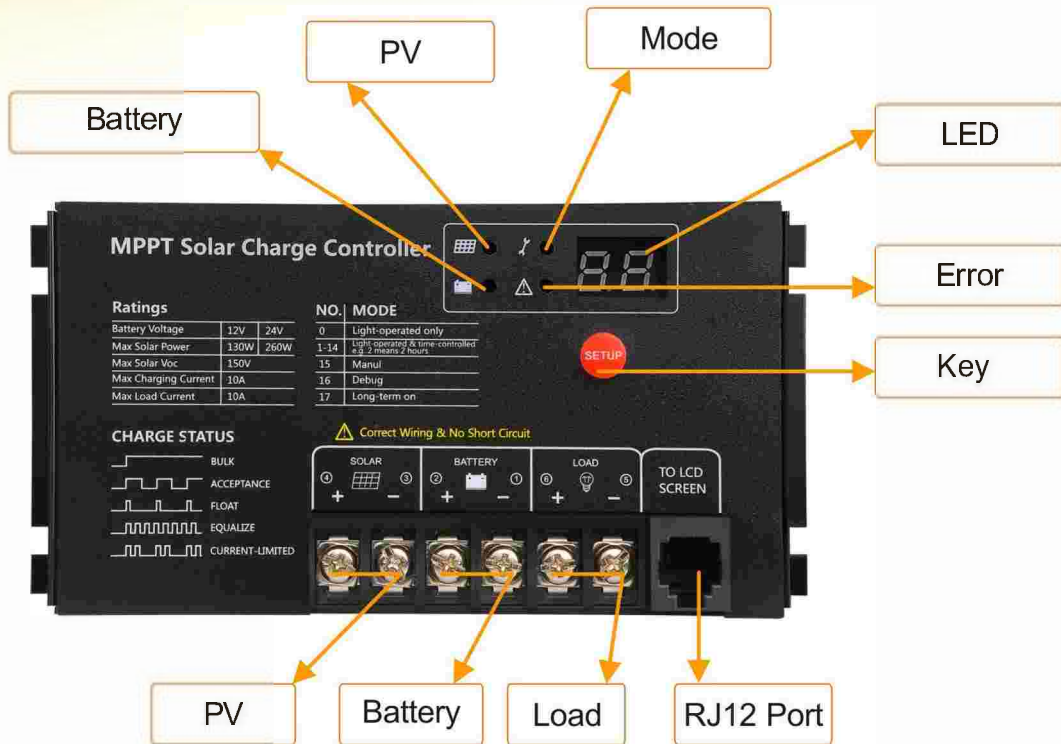 PV
Mode
Battery
LED
MPPT Solar Charge Controller
88
Error
Ratings
Battery Voltage 12V 24V
Max Solar Power 130W 260W
Max Solar Voc 150V
Max Charging Current 10A
Max Load Current 10A
NO. MODE
0 Light-operated only
1-14 Light-operated & time-controlled
e.g. 2 means 2 hours
15 Manul
16 Debug
17 Long-term on
SETUP
Key
CHARGE STATUS
BULK
ACCEPTANCE
FLOAT
EQUALIZE
CURRENT-LIMITED
Correct Wiring & No Short Circuit
SOLAR
④ ③
+ −
BATTERY
② ①
+ −
LOAD
⑥ ⑤
+ −
TO LCD
SCREEN
PV
Battery
Load
RJ12 Port